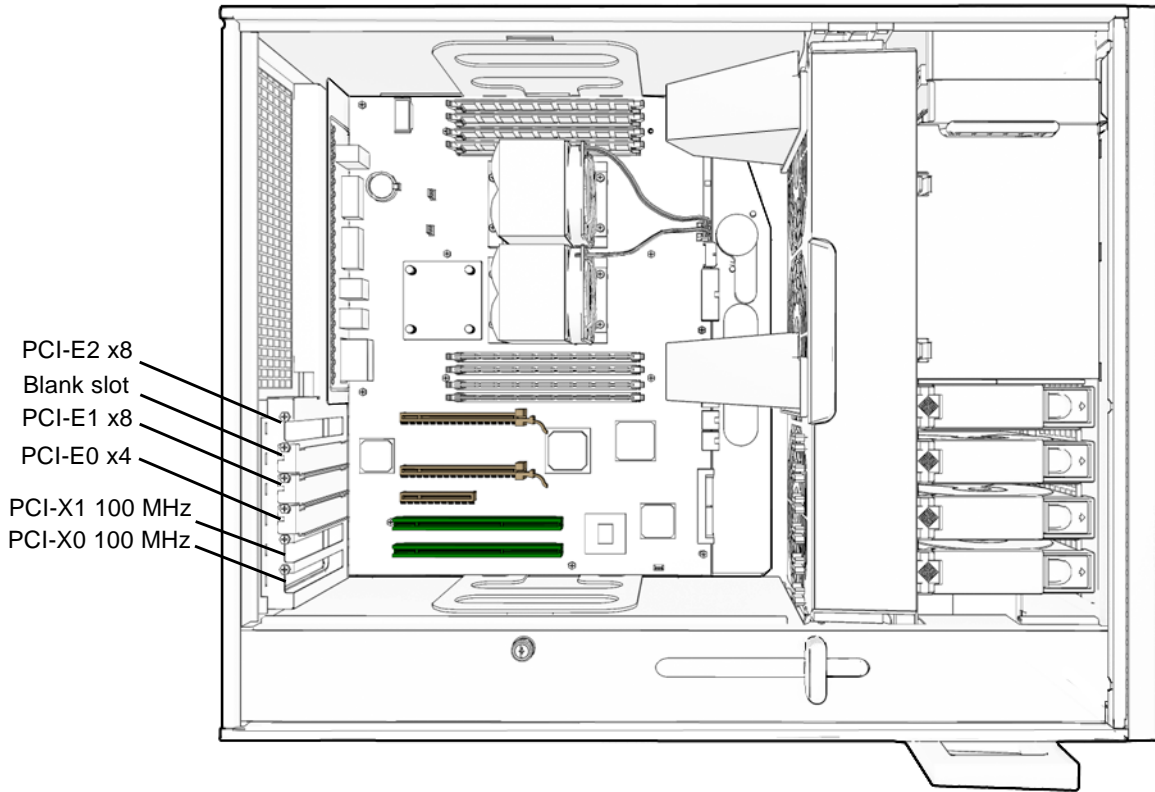 PCI-E2 x8
Blank slot
PCI-E1 x8
PCI-E0 x4
PCI-X1 100 MHz
PCI-X0 100 MHz